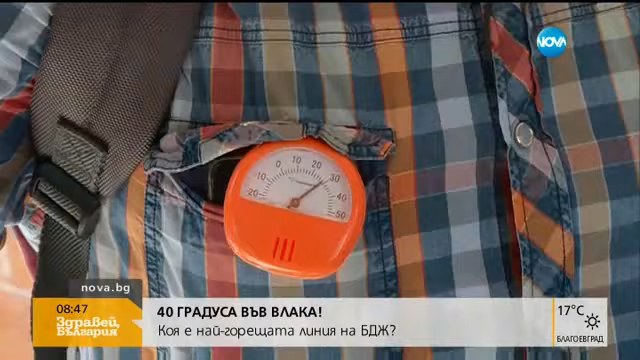 NOVA
-20 -10 0 10 20 30 40 50
nova.bg
08:47
Здравей,
България
40 ГРАДУСА ВЪВ ВЛАКА!
Коя е най-горещата линия на БДЖ?
17°C
БЛАГОЕВГРАД